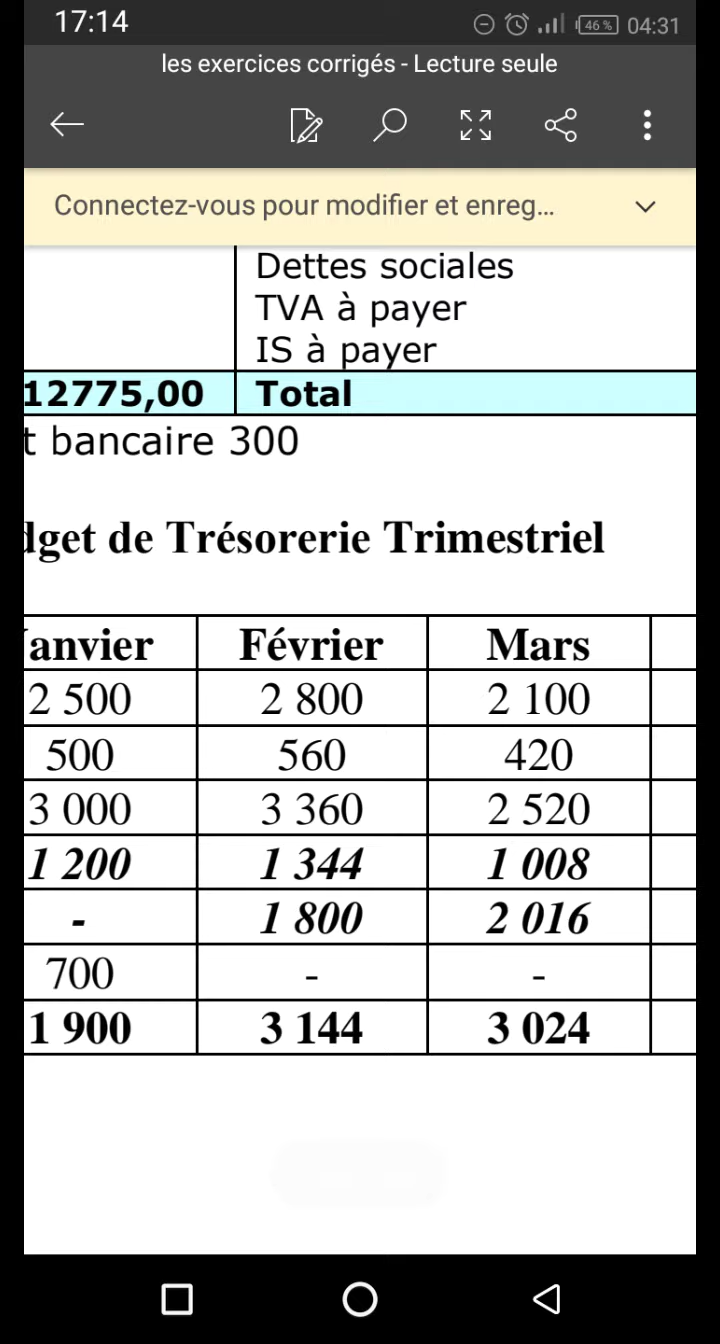 17:14 46 % 04:31
les exercices corrigés - Lecture seule
Connectez-vous pour modifier et enreg...
Dettes sociales
TVA à payer
IS à payer
12775,00 Total
t bancaire 300
dget de Trésorerie Trimestriel
Janvier Février Mars
2 500 2 800 2 100
500 560 420
3 000 3 360 2 520
1 200 1 344 1 008
- 1 800 2 016
700 - -
1 900 3 144 3 024